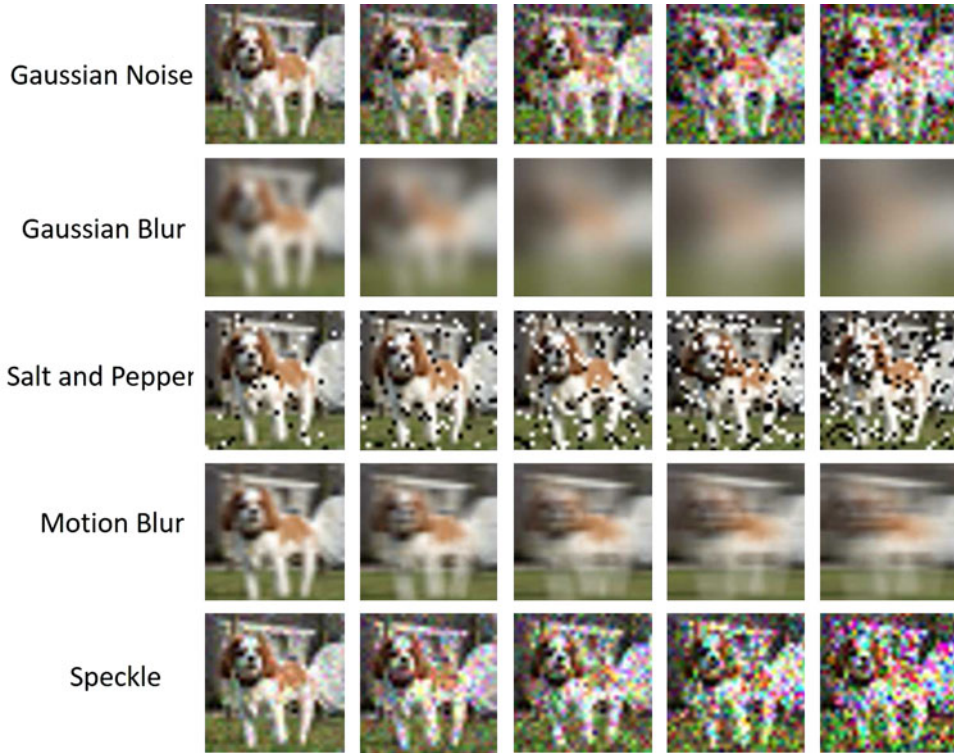 Gaussian Noise
Gaussian Blur
Salt and Pepper
Motion Blur
Speckle